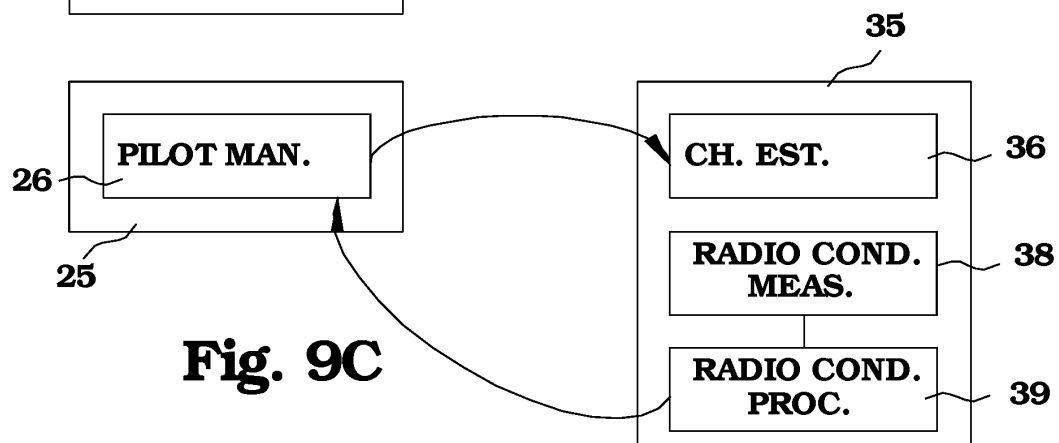 35
PILOT MAN.
CH. EST.
36
26
25
RADIO COND.
MEAS.
38
Fig. 9C
RADIO COND.
PROC.
39